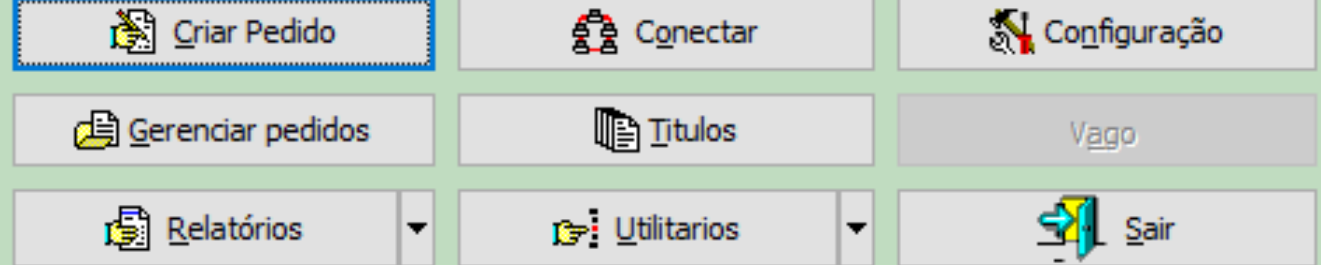 Criar Pedido
Conectar
Configuração
Gerenciar pedidos
Titulos
Vago
Relatórios
Utilitarios
Sair